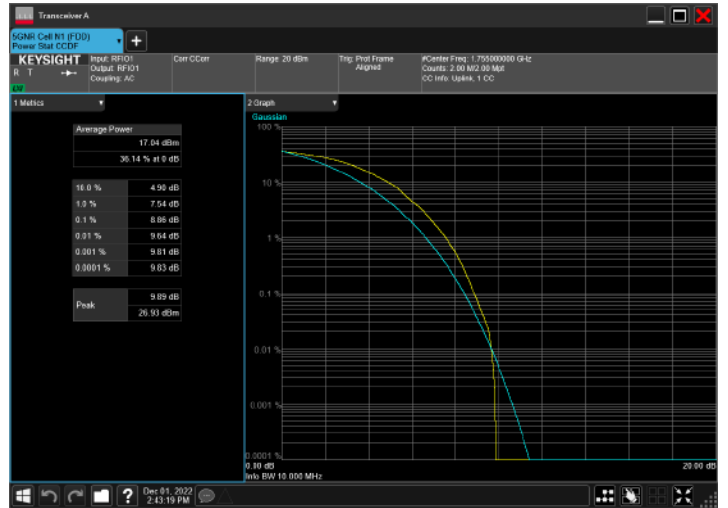 Transceiver A
5GNR Cell N1 (FDD)
Power Stat CCDF
KEYSIGHT
R T
Input: RFIO1
Output: RFIO1
Coupling: AC
Corr CCorr
Range: 20 dBm
Trig: Prot Frame
Aligned
#Center Freq: 1.755000000 GHz
Counts: 2.00 M/2.00 Mpt
CC Info: Uplink, 1 CC
1 Metrics
Average Power
17.04 dBm
36.14 % at 0 dB
10.0 % 4.90 dB
1.0 % 7.54 dB
0.1 % 8.86 dB
0.01 % 9.64 dB
0.001 % 9.81 dB
0.0001 % 9.83 dB
Peak
9.89 dB
26.93 dBm
2 Graph
Gaussian
100 %
10 %
1 %
0.1 %
0.01 %
0.001 %
0.0001 %
0.00 dB
20.00 dB
Info BW 10.000 MHz
Dec 01, 2022
2:43:19 PM